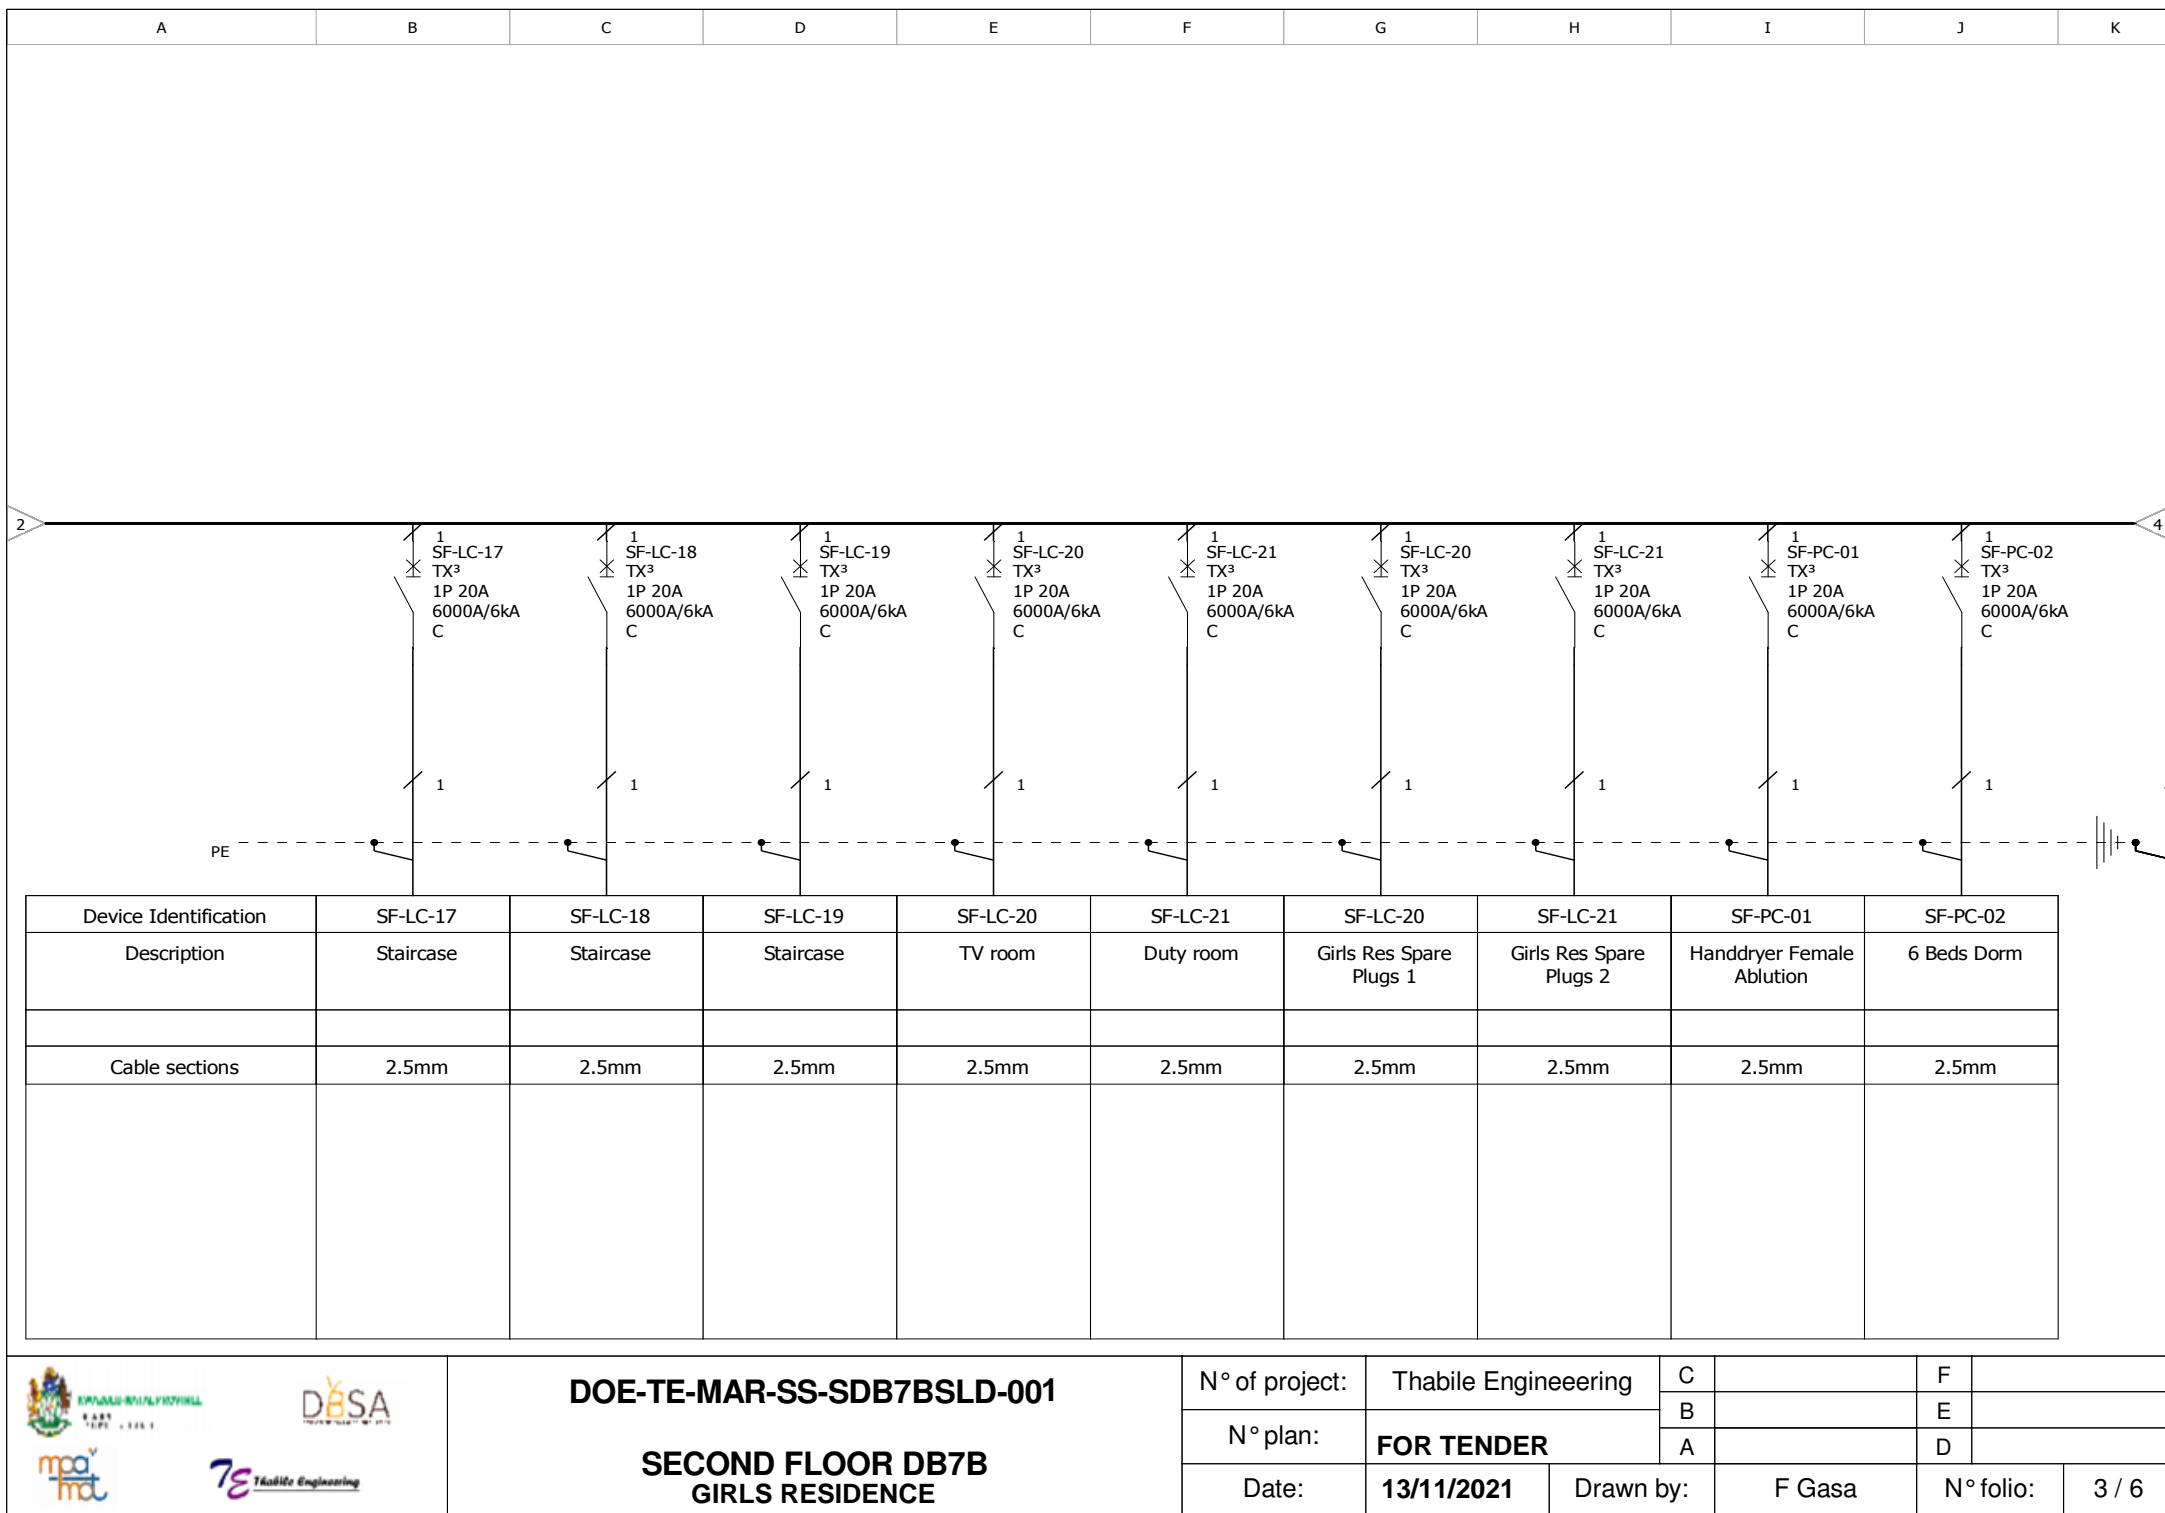 A B C D E F G H I J K
2
4
1
SF-LC-17
TX³
1P 20A
6000A/6kA
C
1
SF-LC-18
TX³
1P 20A
6000A/6kA
C
1
SF-LC-19
TX³
1P 20A
6000A/6kA
C
1
SF-LC-20
TX³
1P 20A
6000A/6kA
C
1
SF-LC-21
TX³
1P 20A
6000A/6kA
C
1
SF-LC-20
TX³
1P 20A
6000A/6kA
C
1
SF-LC-21
TX³
1P 20A
6000A/6kA
C
1
SF-PC-01
TX³
1P 20A
6000A/6kA
C
1
SF-PC-02
TX³
1P 20A
6000A/6kA
C
1 1 1 1 1 1 1 1 1
PE
Device Identification SF-LC-17 SF-LC-18 SF-LC-19 SF-LC-20 SF-LC-21 SF-LC-20 SF-LC-21 SF-PC-01 SF-PC-02
Description Staircase Staircase Staircase TV room Duty room Girls Res Spare Girls Res Spare Handdryer Female 6 Beds Dorm
Plugs 1 Plugs 2 Ablution
Cable sections 2.5mm 2.5mm 2.5mm 2.5mm 2.5mm 2.5mm 2.5mm 2.5mm 2.5mm
DBSA
mpa
mot
TE Thabile Engineering
DOE-TE-MAR-SS-SDB7BSLD-001
SECOND FLOOR DB7B
GIRLS RESIDENCE
N° of project: Thabile Engineeering C F
B E
N° plan: FOR TENDER A D
Date: 13/11/2021 Drawn by: F Gasa N° folio: 3 / 6